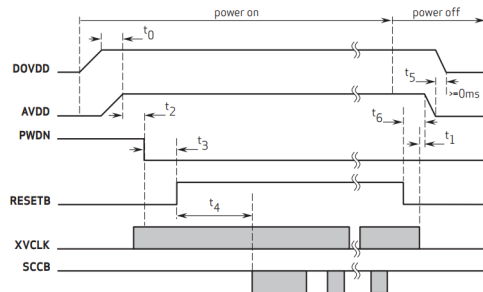 power on power off
t0
DOVDD
t5
>=0ms
AVDD
t2
t6
PWDN
t3
t1
t4
RESETB
XVCLK
SCCB